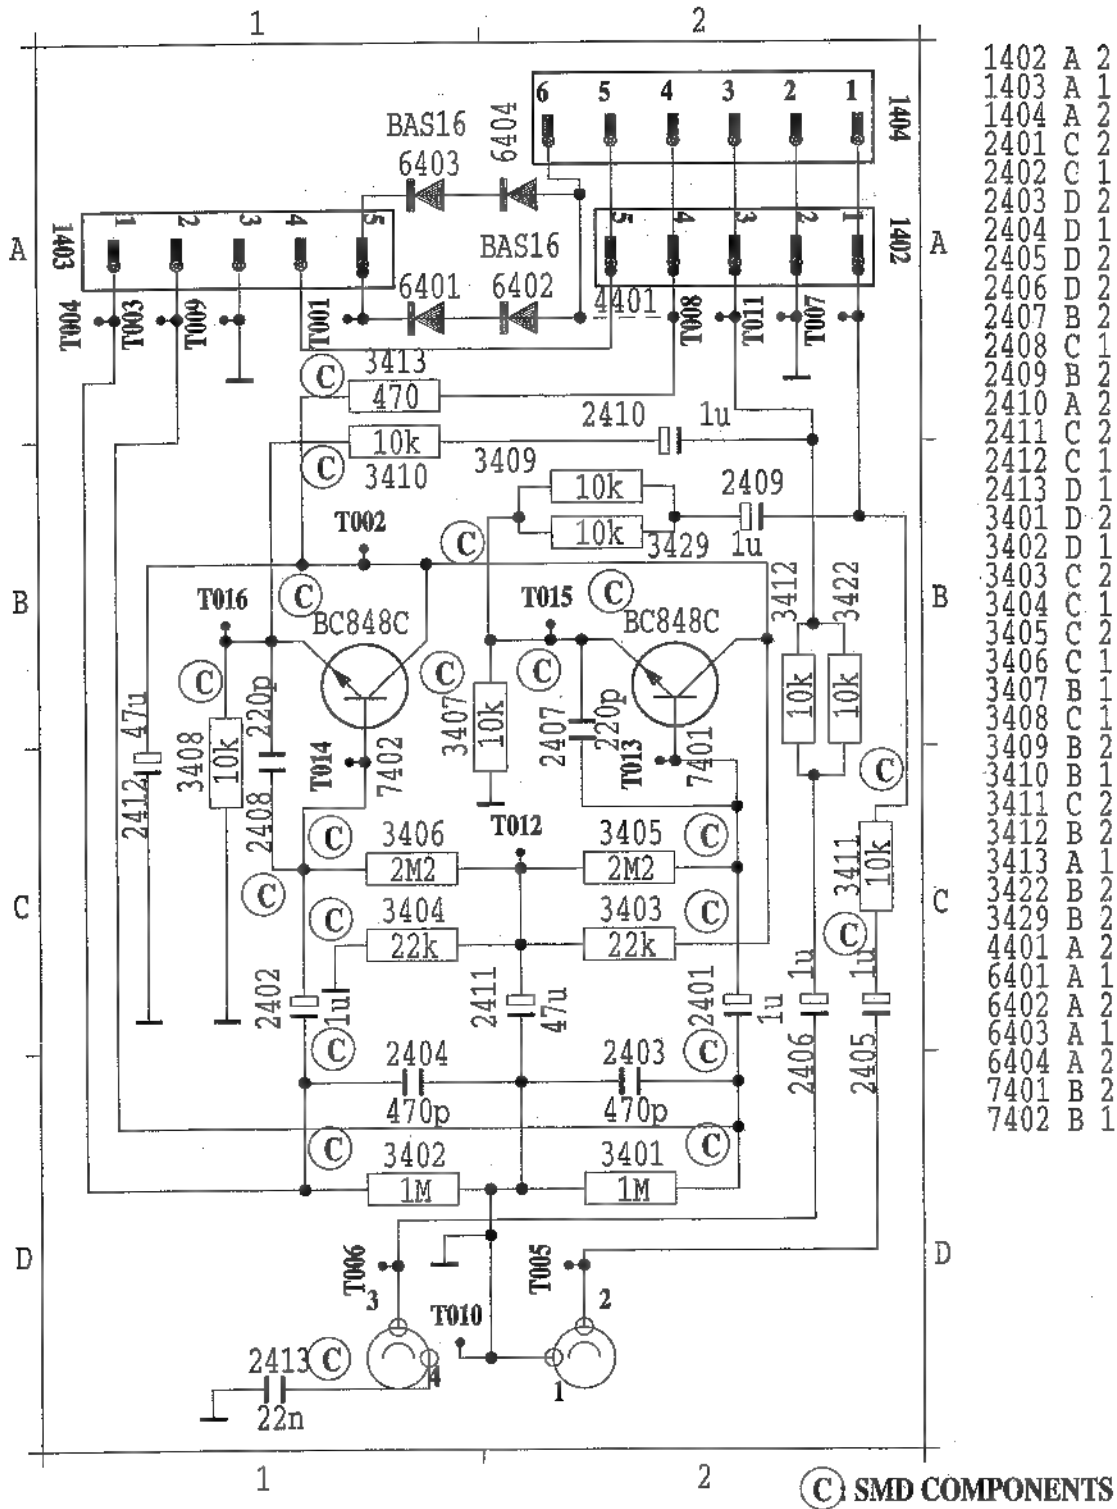 1 2
1402 A 2
1403 A 1
1404 A 2
2401 C 2
2402 C 1
2403 D 2
2404 D 1
2405 D 2
2406 D 2
2407 B 2
2408 C 1
2409 B 2
2410 A 2
2411 C 2
2412 C 1
2413 D 1
3401 D 2
3402 D 1
3403 C 2
3404 C 1
3405 C 2
3406 C 1
3407 B 1
3408 C 1
3409 B 2
3410 B 1
3411 C 2
3412 B 2
3413 A 1
3422 B 2
3429 B 2
4401 A 2
6401 A 1
6402 A 2
6403 A 1
6404 A 2
7401 B 2
7402 B 1
6 5 4 3 2 1
1404
BAS16
6403
6404
1 2 3 4 5
1403
BAS16
5 4 3 2 1
1402
A A
6401 6402
4401
T004 T003 T009 T001 T008 T011 T007
C
3413
470
2410 1u
10k
C
3410
3409
10k
10k
3429
2409
1u
T002
C
C
B B
T016
BC848C
T015
C
BC848C
3412 3422
10k 10k
C
C
C
47u
2412
3408
10k
220p
2408
T014
7402
3407
10k
2407
220p
T013
7401
C
C
3406
2M2
T012
3405
2M2
C
3411
10k
C
C C
C
3404
22k
3403
22k
C
C
2402
1u
2411
47u
2401
1u
1u
2406
1u
2405
C
2404
470p
2403
470p
C
C
3402
1M
3401
1M
C
D D
T006
3
T010
T005
2
2413
22n
C
4
1
1 2
C SMD COMPONENTS